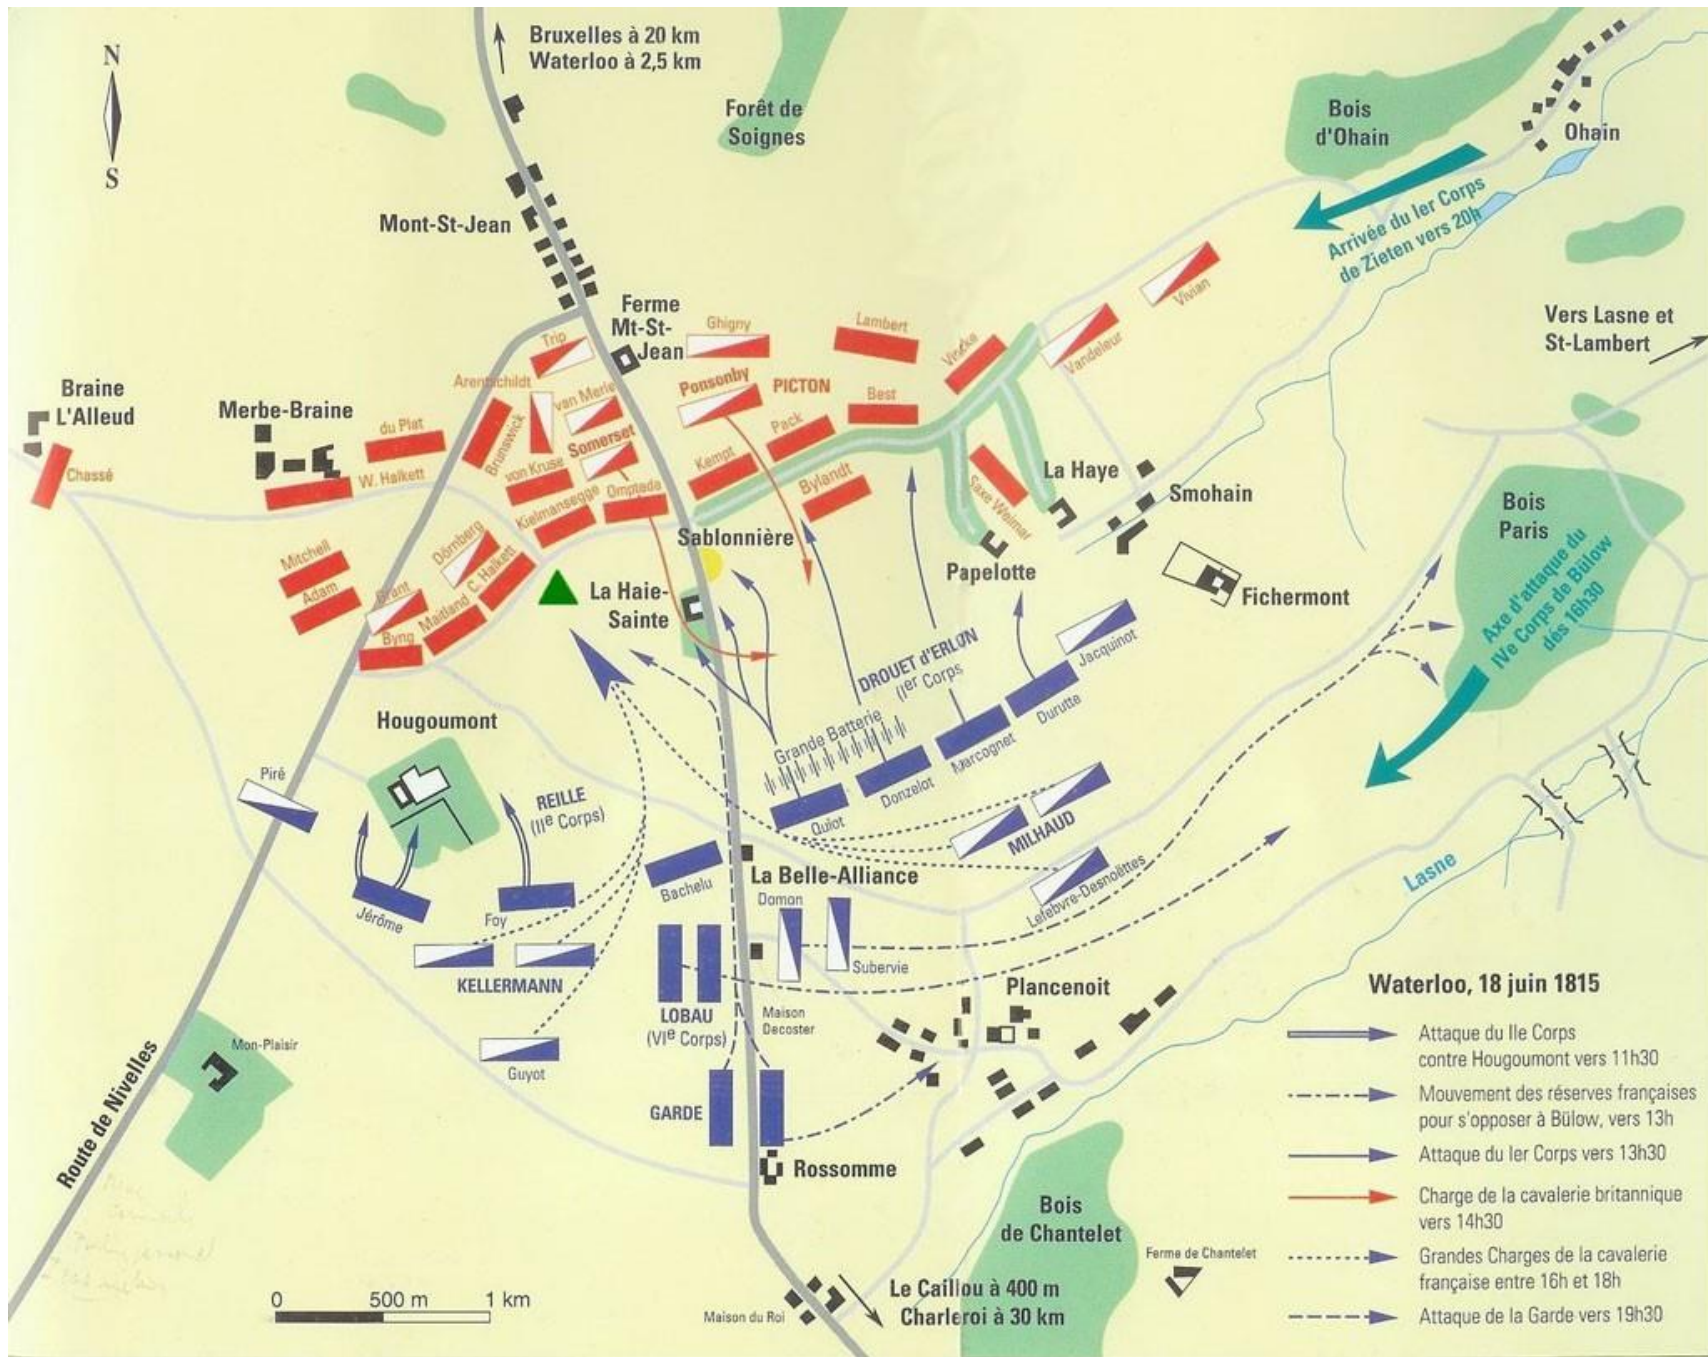 N
S
Bruxelles à 20 km
Waterloo à 2,5 km
Forêt de
Soignes
Bois
d'Ohain
Ohain
Arrivée du Ier Corps
de Zieten vers 20h
Mont-St-Jean
Vers Lasne et
St-Lambert
Ferme
Mt-St-
Jean
Ghigny
Lambert
Vincke
Vandeleur
Vivian
Trip
Braine
L'Alleud
Merbe-Braine
Arentschildt
van Merle
Ponsonby
PICTON
Best
du Plat
Brunswick
Somerset
Pack
Chassé
W. Halkett
von Kruse
Kempt
Bylandt
Saxe Weimar
La Haye
Smohain
Bois
Paris
Kielmansegge
Ompteda
Sablonnière
Mitchell
Adam
Dörnberg
C. Halkett
Grant
Maitland
Byng
La Haie-
Sainte
Papelotte
Fichermont
Axe d'attaque du
IVe Corps de Bülow
dés 16h30
DROUET d'ERLON
(Ier Corps
Jacquinot
Durutte
Marcognet
Donzelot
Quiot
Grande Batterie
Hougoumont
Piré
REILLE
(IIe Corps)
MILHAUD
Jérôme
Foy
Bachelu
La Belle-Alliance
Lefebvre-Desnoëttes
Lasne
Domon
Subervie
KELLERMANN
LOBAU
(VIe Corps)
Maison
Decoster
Plancenoit
Guyot
Mon-Plaisir
Route de Nivelles
GARDE
Rossomme
Bois
de Chantelet
Ferme de Chantelet
Le Caillou à 400 m
Charleroi à 30 km
Maison du Roi
0 500 m 1 km
Waterloo, 18 juin 1815
Attaque du IIe Corps
contre Hougoumont vers 11h30
Mouvement des réserves françaises
pour s'opposer à Bülow, vers 13h
Attaque du Ier Corps vers 13h30
Charge de la cavalerie britannique
vers 14h30
Grandes Charges de la cavalerie
française entre 16h et 18h
Attaque de la Garde vers 19h30